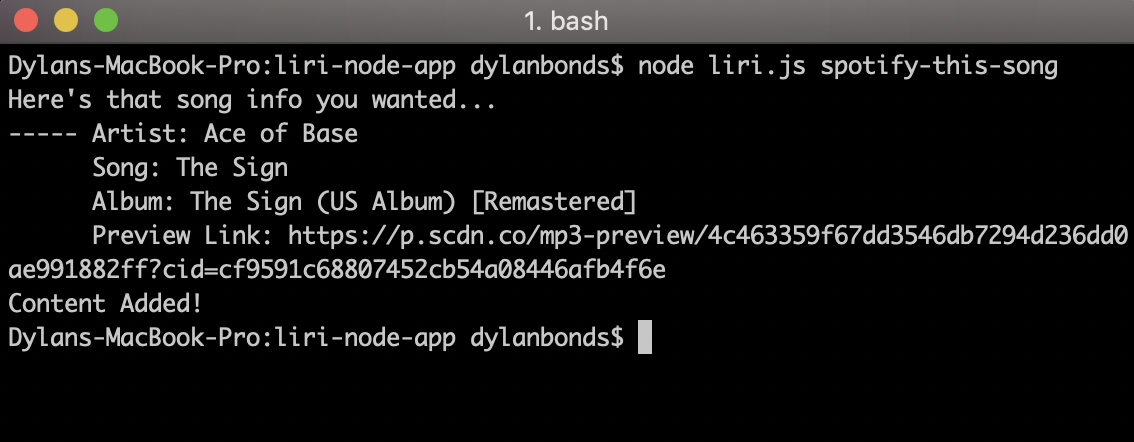 1. bash
Dylans-MacBook-Pro:liri-node-app dylanbonds$ node liri.js spotify-this-song
Here's that song info you wanted...
----- Artist: Ace of Base
      Song: The Sign
      Album: The Sign (US Album) [Remastered]
      Preview Link: https://p.scdn.co/mp3-preview/4c463359f67dd3546db7294d236dd0
ae991882ff?cid=cf9591c68807452cb54a08446afb4f6e
Content Added!
Dylans-MacBook-Pro:liri-node-app dylanbonds$